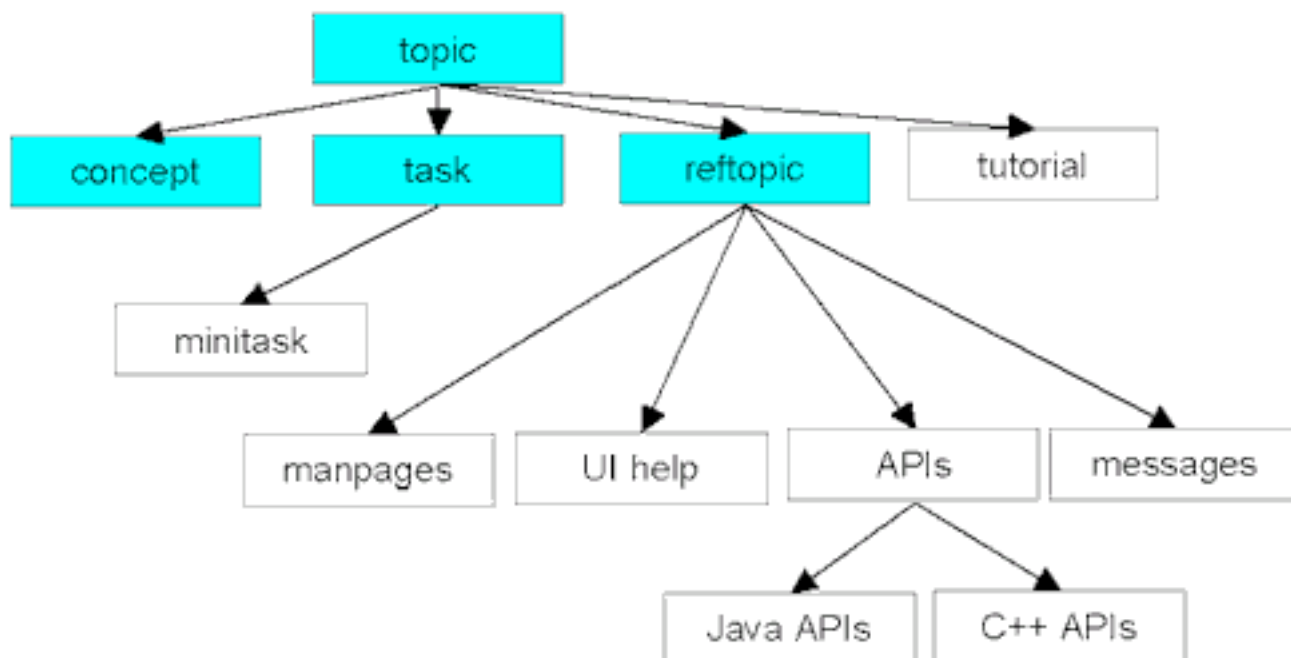 topic
concept
task
reftopic
tutorial
minitask
manpages
UI help
APIs
messages
Java APIs
C++ APIs